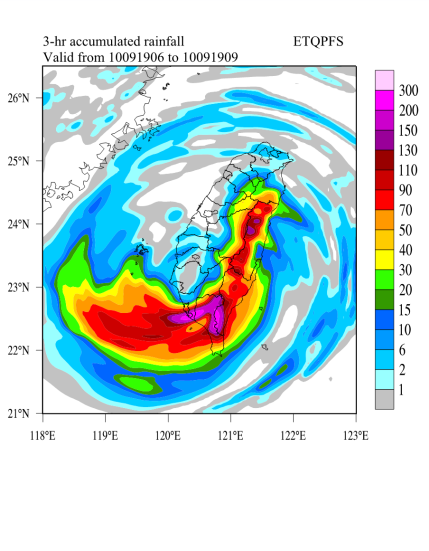 3-hr accumulated rainfall ETQPFS
Valid from 10091906 to 10091909
26°N
25°N
24°N
23°N
22°N
21°N
118°E 119°E 120°E 121°E 122°E 123°E
300
200
150
130
110
90
70
50
40
30
20
15
10
6
2
1